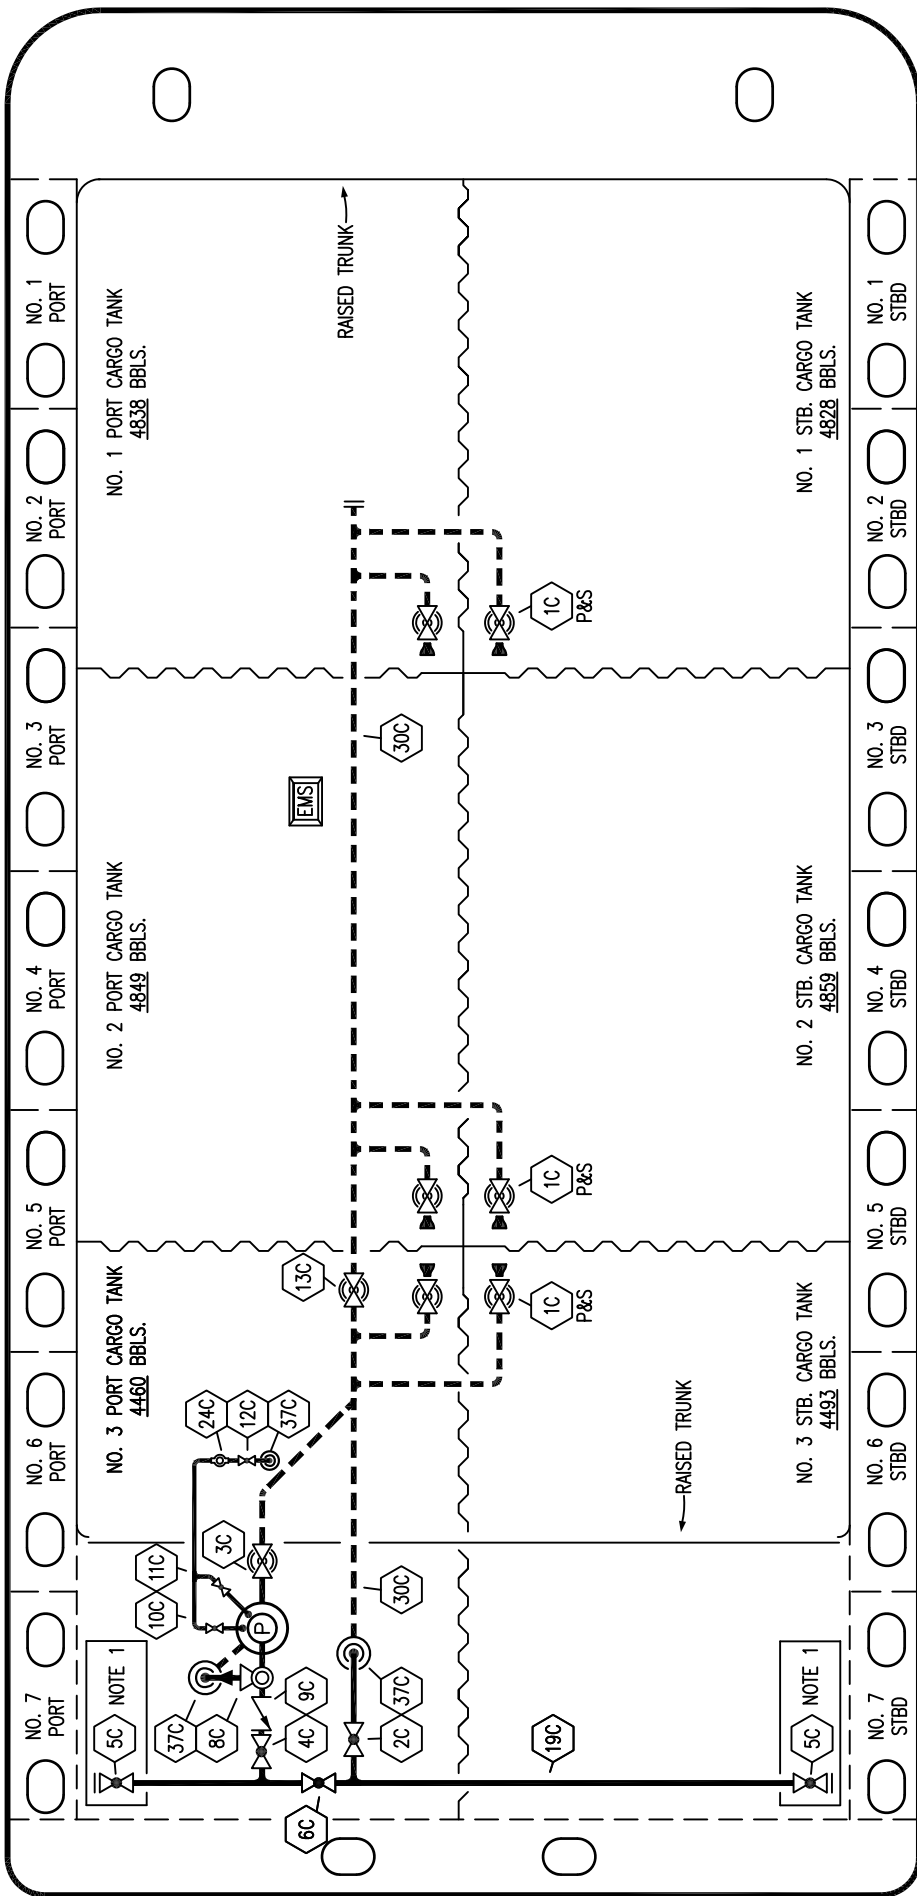 NO. 1
PORT
NO. 2
PORT
NO. 3
PORT
NO. 4
PORT
NO. 5
PORT
NO. 6
PORT
NO. 7
PORT
NO. 1 PORT CARGO TANK
4838 BBLS.
RAISED TRUNK
NO. 2 PORT CARGO TANK
4849 BBLS.
NO. 3 PORT CARGO TANK
4460 BBLS.
EMS
30C
13C
24C
12C
37C
3C
11C
10C
P
NOTE 1
5C
37C
8C
9C
4C
30C
37C
2C
6C
19C
1C
P&S
1C
P&S
1C
P&S
RAISED TRUNK
NOTE 1
5C
NO. 1 STB. CARGO TANK
4828 BBLS.
NO. 2 STB. CARGO TANK
4859 BBLS.
NO. 3 STB. CARGO TANK
4493 BBLS.
NO. 1
STBD
NO. 2
STBD
NO. 3
STBD
NO. 4
STBD
NO. 5
STBD
NO. 6
STBD
NO. 7
STBD